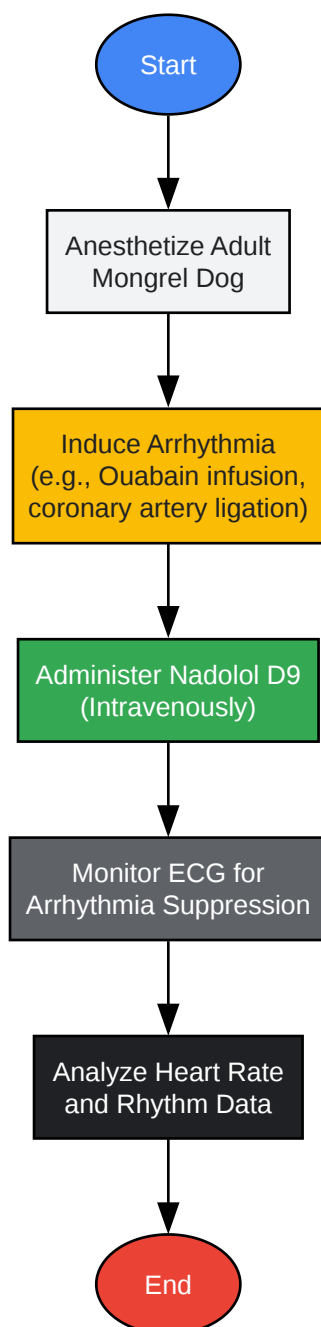 Start
Anesthetize Adult
Mongrel Dog
Induce Arrhythmia
(e.g., Ouabain infusion,
coronary artery ligation)
Administer Nadolol D9
(Intravenously)
Monitor ECG for
Arrhythmia Suppression
Analyze Heart Rate
and Rhythm Data
End